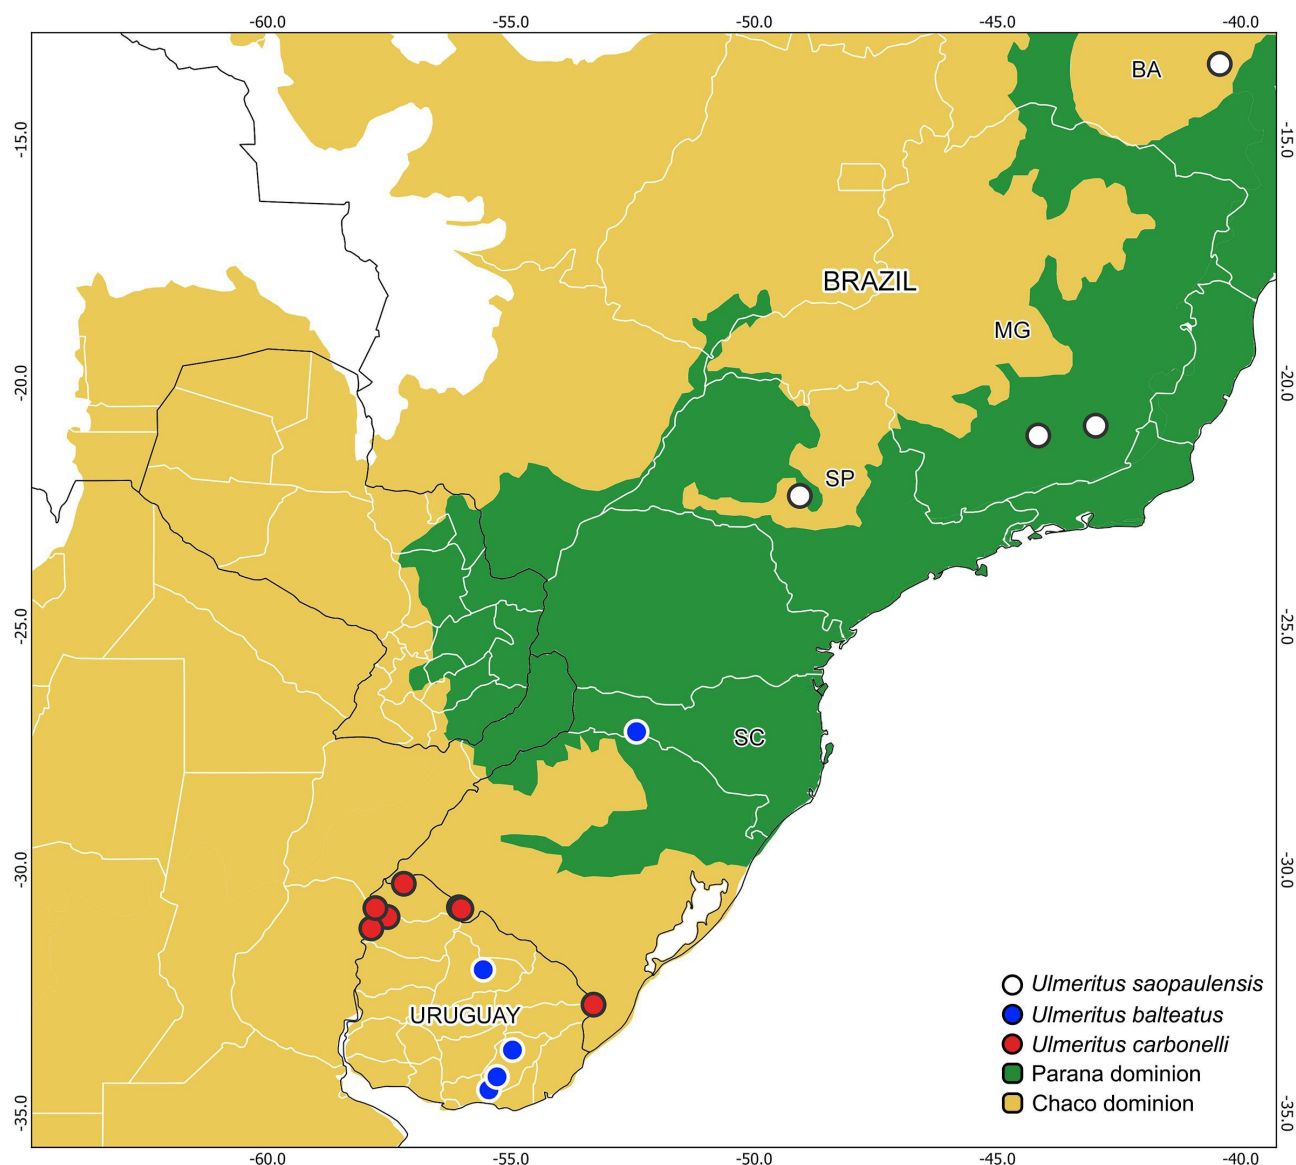 -60.0 -55.0 -50.0 -45.0 -40.0
BA
-15.0 -15.0
BRAZIL
MG
-20.0 -20.0
SP
-25.0 -25.0
SC
-30.0 -30.0
Ulmeritus saopaulensis
URUGUAY
Ulmeritus balteatus
Ulmeritus carbonelli
Parana dominion
Chaco dominion
-35.0 -35.0
-60.0 -55.0 -50.0 -45.0 -40.0